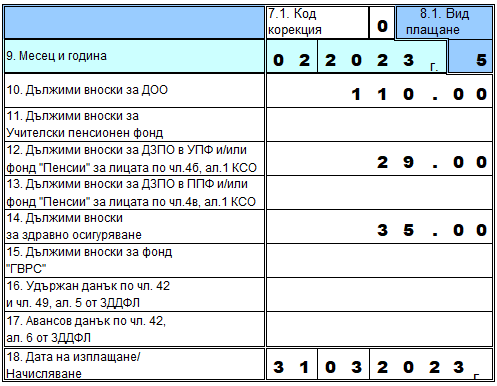 7.1. Код корекция 0 8.1. Вид плащане
9. Месец и година 0 2 2 0 2 3 г. 5
10. Дължими вноски за ДОО 1 1 0 . 0 0
11. Дължими вноски за
Учителски пенсионен фонд
12. Дължими вноски за ДЗПО в УПФ и/или
фонд "Пенсии" за лицата по чл.4б, ал.1 КСО 2 9 . 0 0
13. Дължими вноски за ДЗПО в ППФ и/или
фонд "Пенсии" за лицата по чл.4в, ал.1 КСО
14. Дължими вноски
за здравно осигуряване 3 5 . 0 0
15. Дължими вноски за фонд
"ГВРС"
16. Удържан данък по чл. 42
и чл. 49, ал. 5 от ЗДДФЛ
17. Авансов данък по чл. 42,
ал. 6 от ЗДДФЛ
18. Дата на изплащане/
Начисляване 3 1 0 3 2 0 2 3 г.